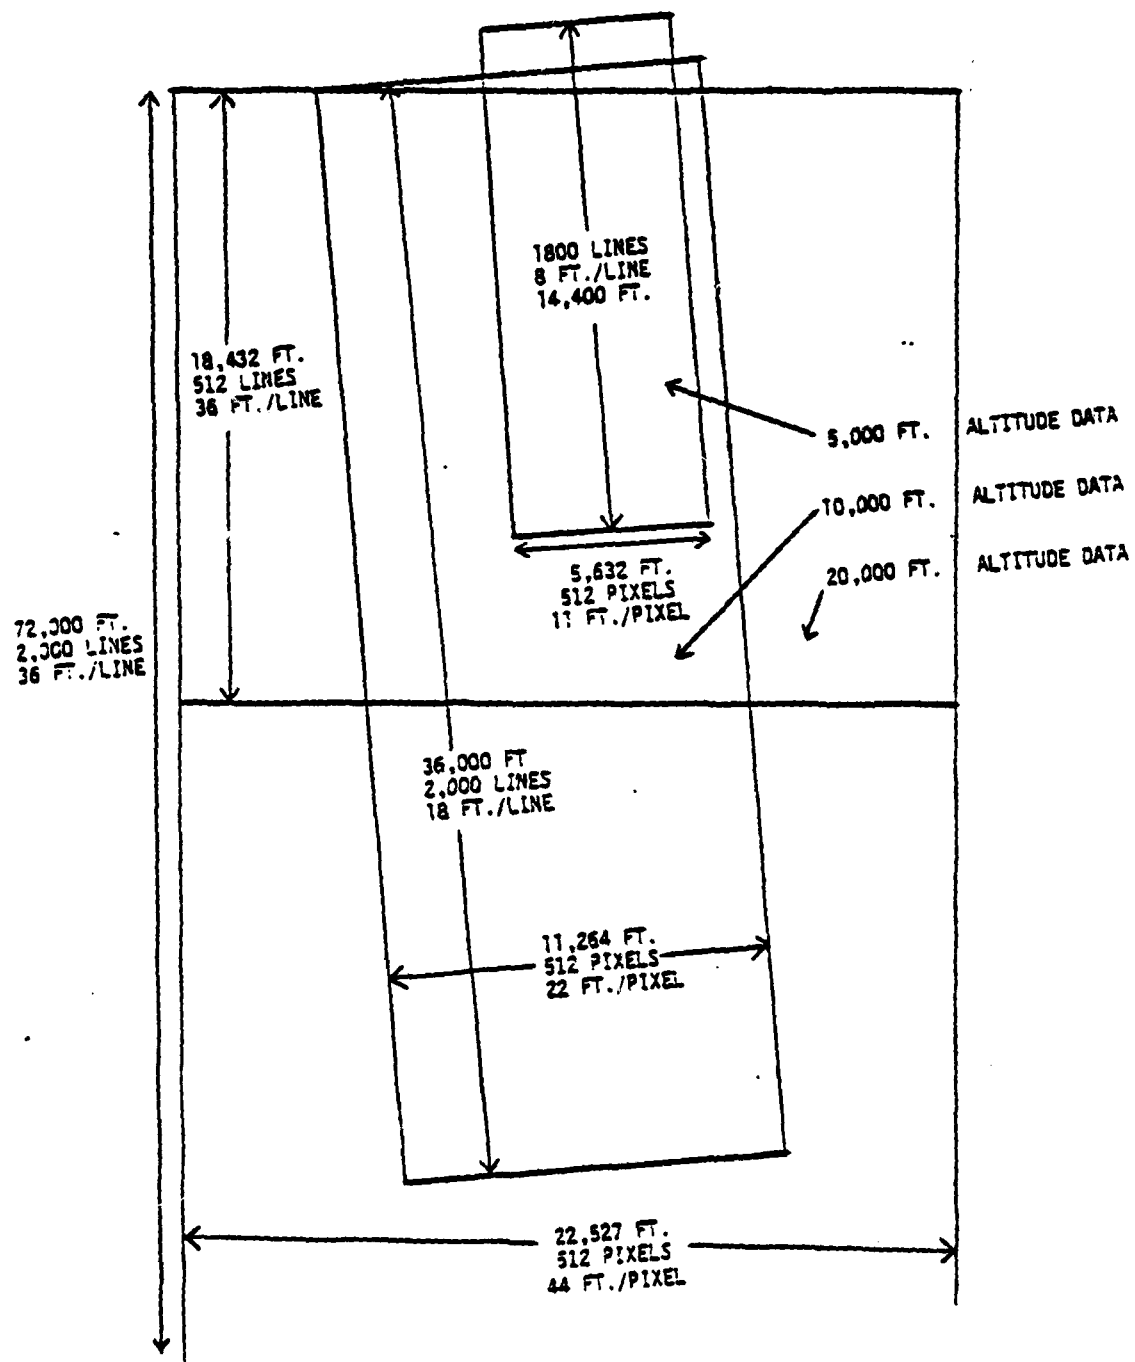 1800 LINES
8 FT./LINE
14,400 FT.
18,432 FT.
512 LINES
36 FT./LINE
5,000 FT. ALTITUDE DATA
10,000 FT. ALTITUDE DATA
20,000 FT. ALTITUDE DATA
5,632 FT.
512 PIXELS
11 FT./PIXEL
72,000 FT.
2,000 LINES
36 FT./LINE
36,000 FT
2,000 LINES
18 FT./LINE
11,264 FT.
512 PIXELS
22 FT./PIXEL
22,527 FT.
512 PIXELS
44 FT./PIXEL